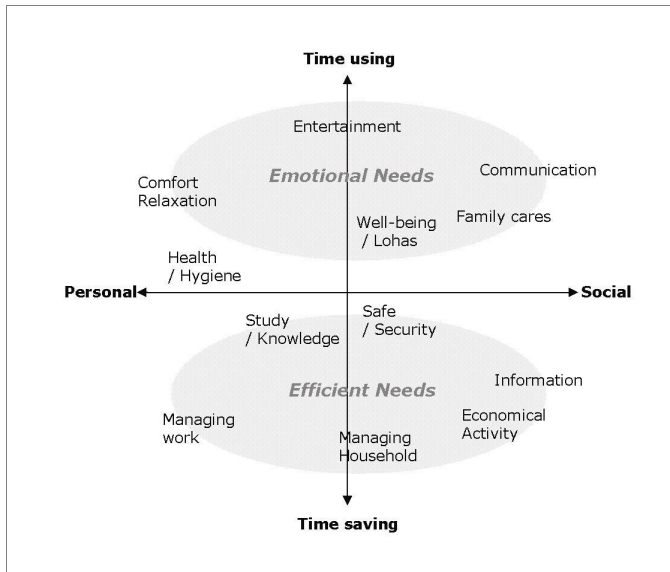 Time using
Entertainment
Emotional Needs
Communication
Comfort
Relaxation
Family cares
Well-being
/ Lohas
Health
/ Hygiene
Personal
Social
Safe
/ Security
Study
/ Knowledge
Information
Efficient Needs
Economical
Activity
Managing
work
Managing
Household
Time saving